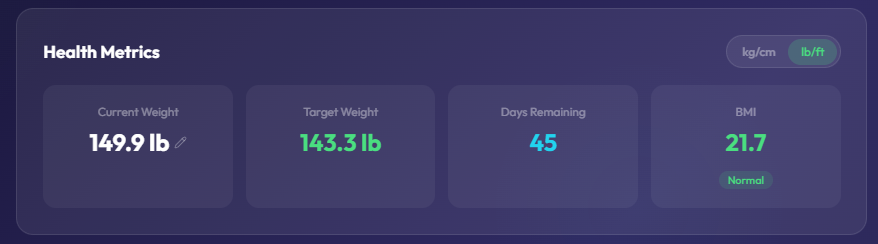 Health Metrics
kg/cm lb/ft
Current Weight
149.9 lb
Target Weight
143.3 lb
Days Remaining
45
BMI
21.7
Normal